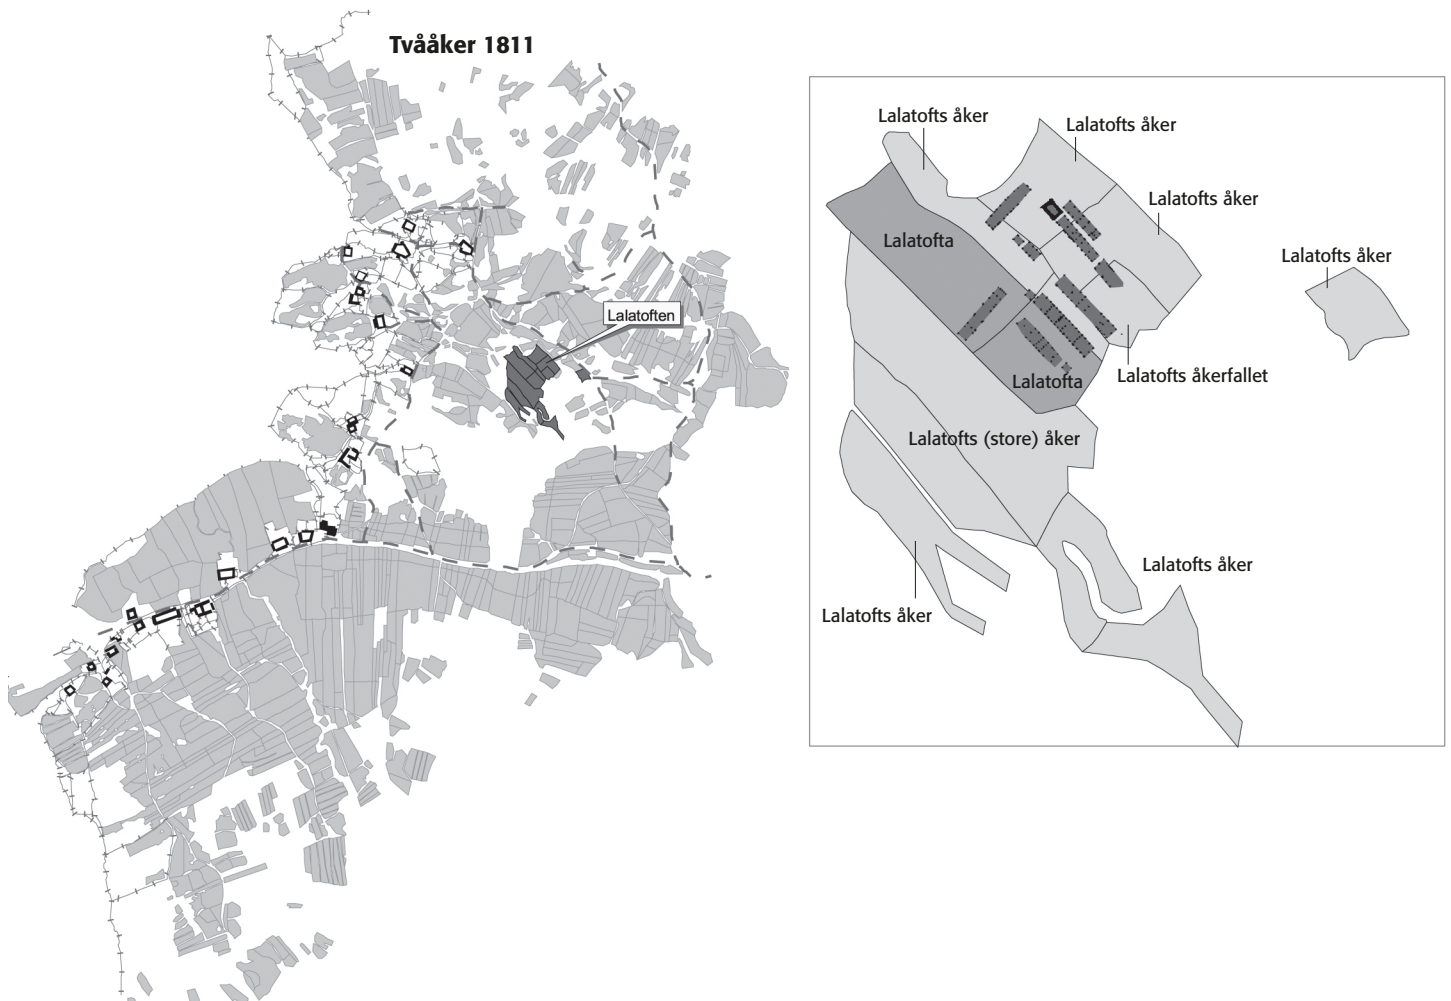 Tvååker 1811
Lalatoften
Lalatofts åker
Lalatofts åker
Lalatofts åker
Lalatofts åker
Lalatofta
Lalatofta
Lalatofts åkerfallet
Lalatofts (store) åker
Lalatofts åker
Lalatofts åker